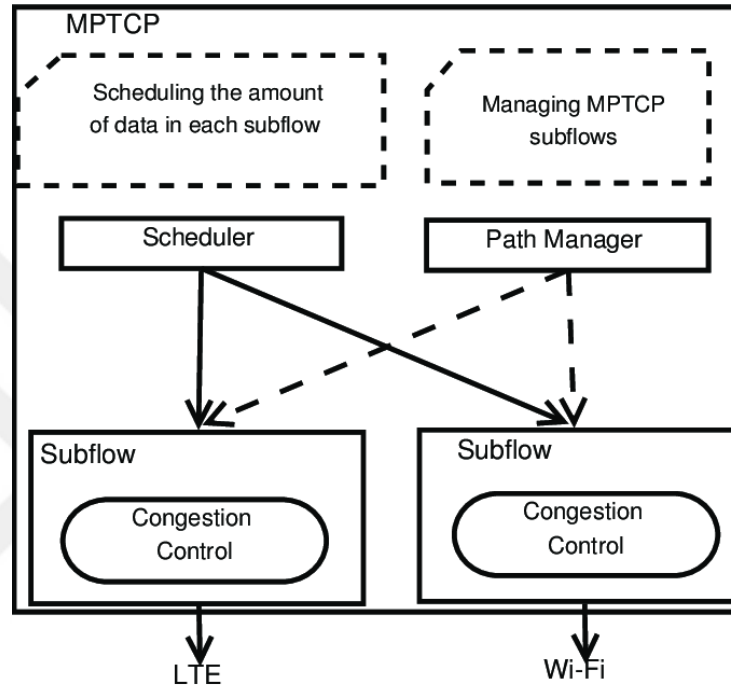 MPTCP
Scheduling the amount
of data in each subflow
Managing MPTCP
subflows
Scheduler
Path Manager
Subflow
Congestion
Control
Subflow
Congestion
Control
LTE
Wi-Fi